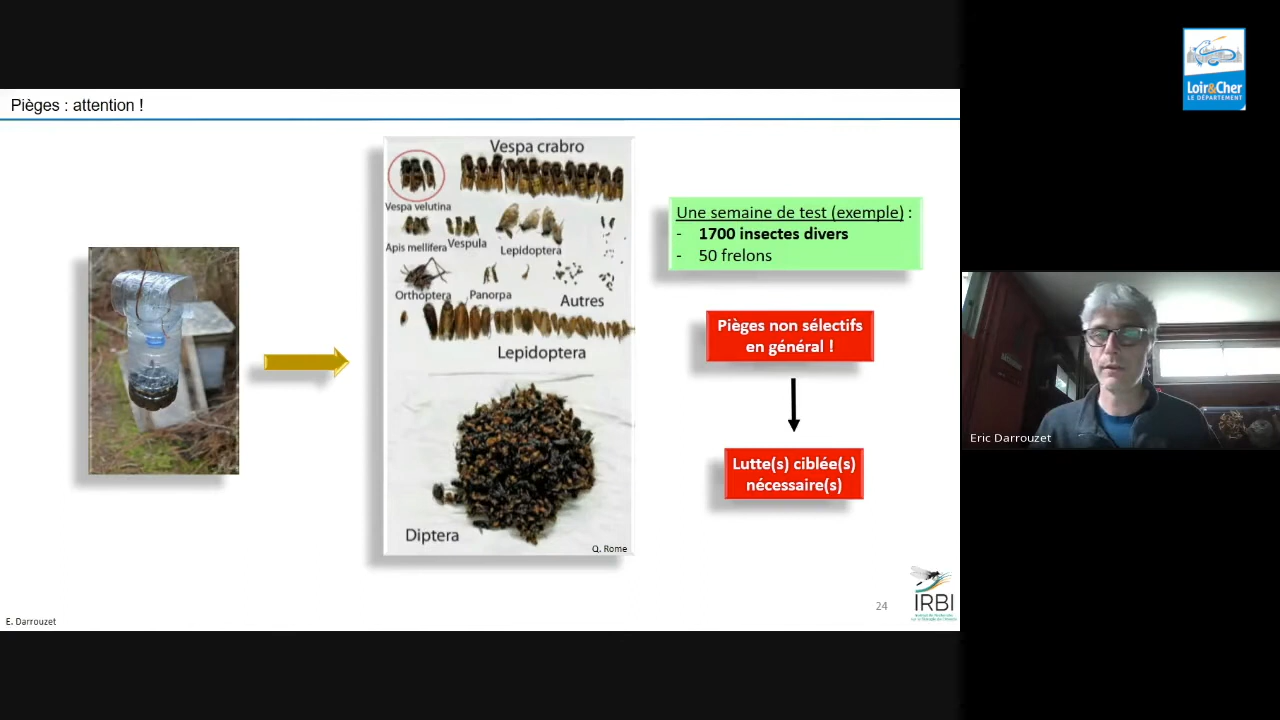 Pièges : attention !
Vespa crabro
Vespa velutina
Apis mellifera
Vespula
Lepidoptera
Orthoptera
Panorpa
Autres
Lepidoptera
Diptera
Q. Rome
Une semaine de test (exemple) :
- 1700 insectes divers
- 50 frelons
Pièges non sélectifs
en général !
Lutte(s) ciblée(s)
nécessaire(s)
24
IRBI
E. Darrouzet
Loir&Cher
LE DÉPARTEMENT
Eric Darrouzet